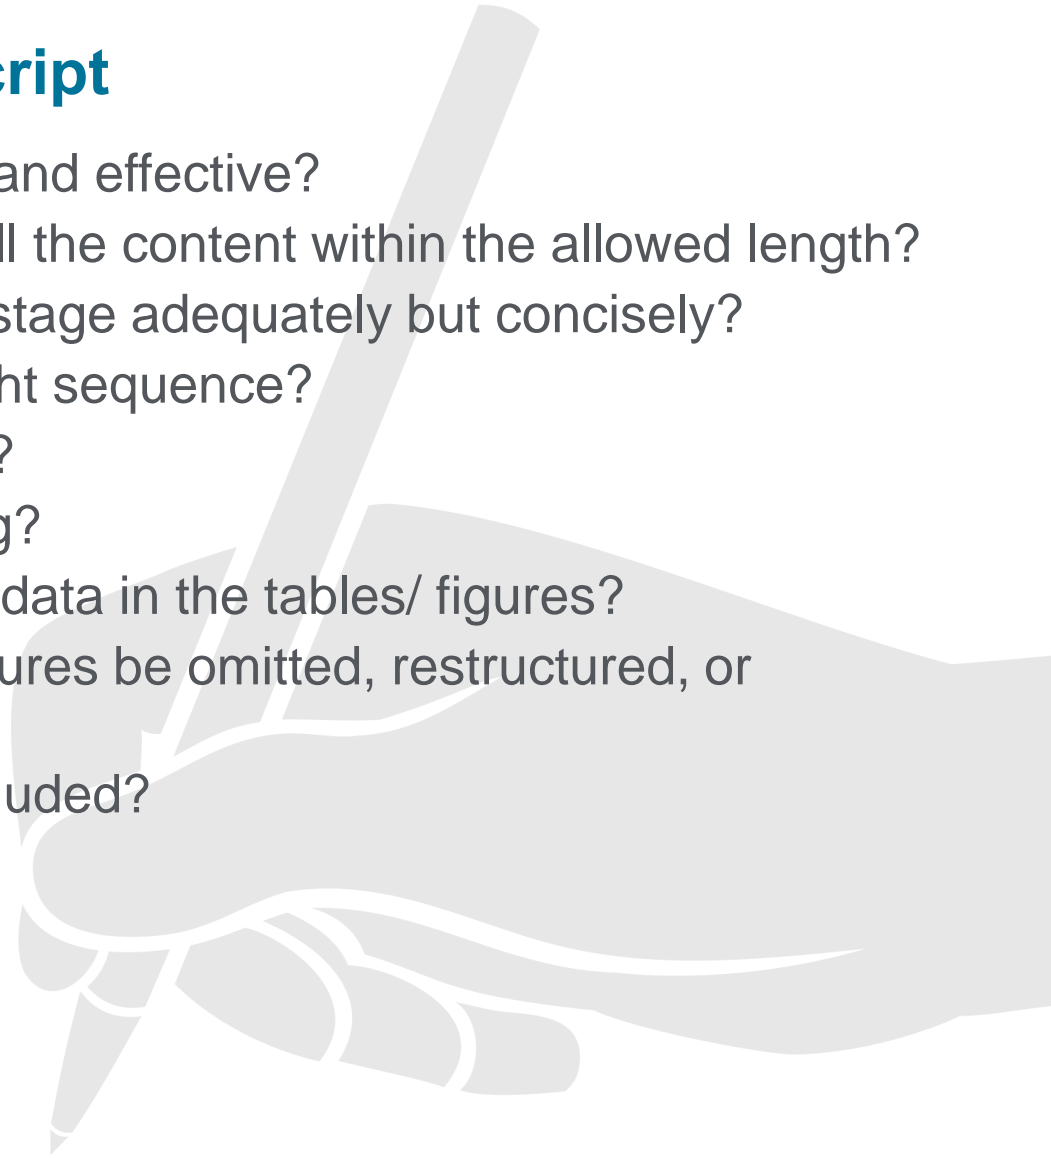 cript
and effective?
ll the content within the allowed length?
stage adequately but concisely?
ht sequence?
?
g?
data in the tables/ figures?
ures be omitted, restructured, or
uded?